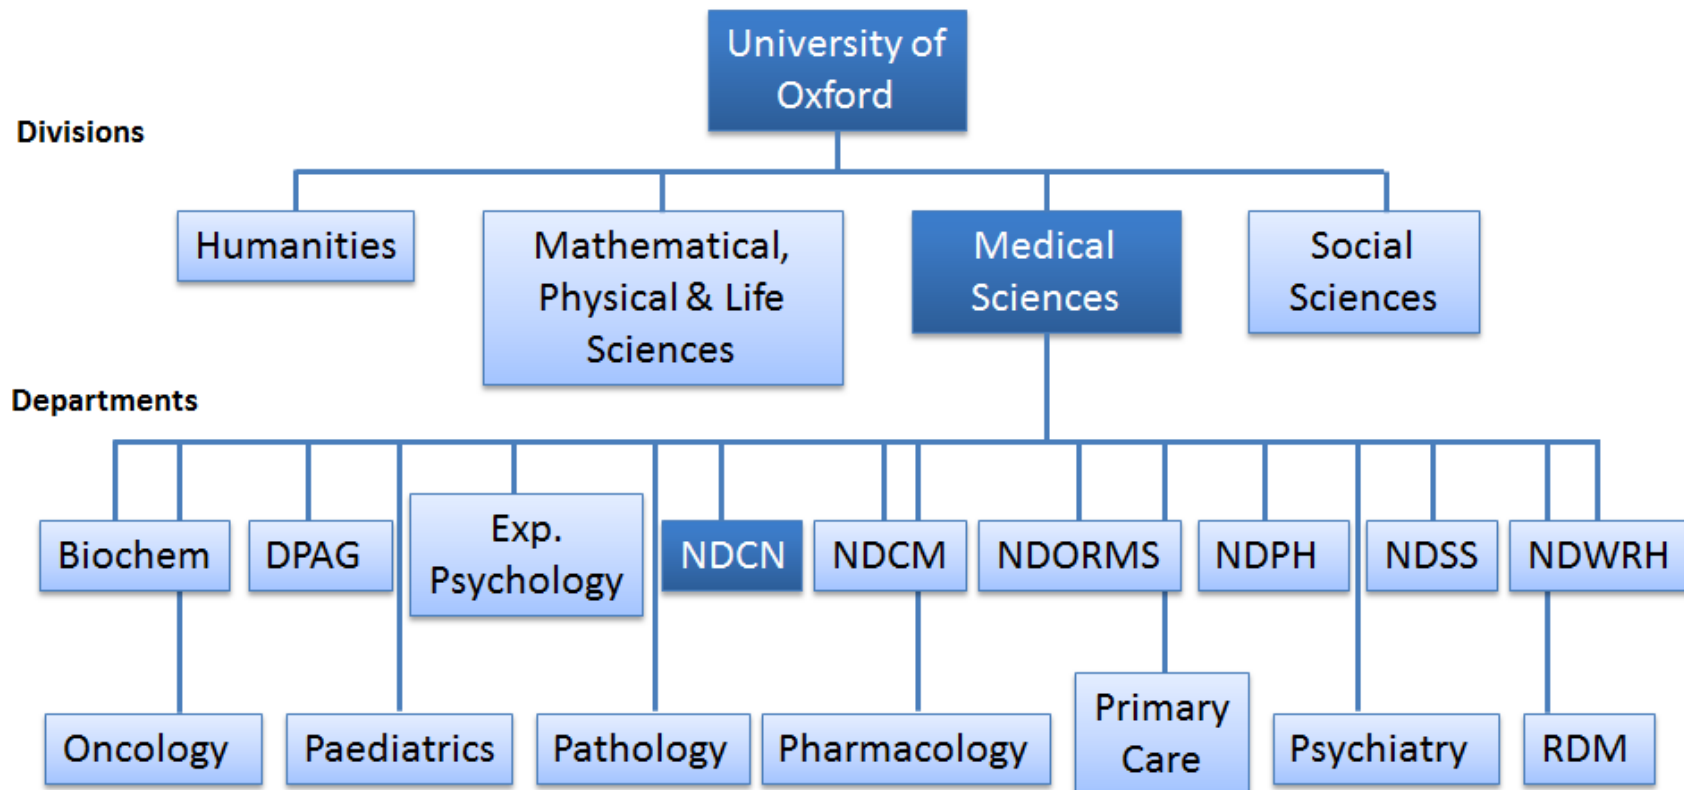 University of
Oxford
Divisions
Humanities
Mathematical,
Physical & Life
Sciences
Medical
Sciences
Social
Sciences
Departments
Biochem
DPAG
Exp.
Psychology
NDCN
NDCM
NDORMS
NDPH
NDSS
NDWRH
Oncology
Paediatrics
Pathology
Pharmacology
Primary
Care
Psychiatry
RDM